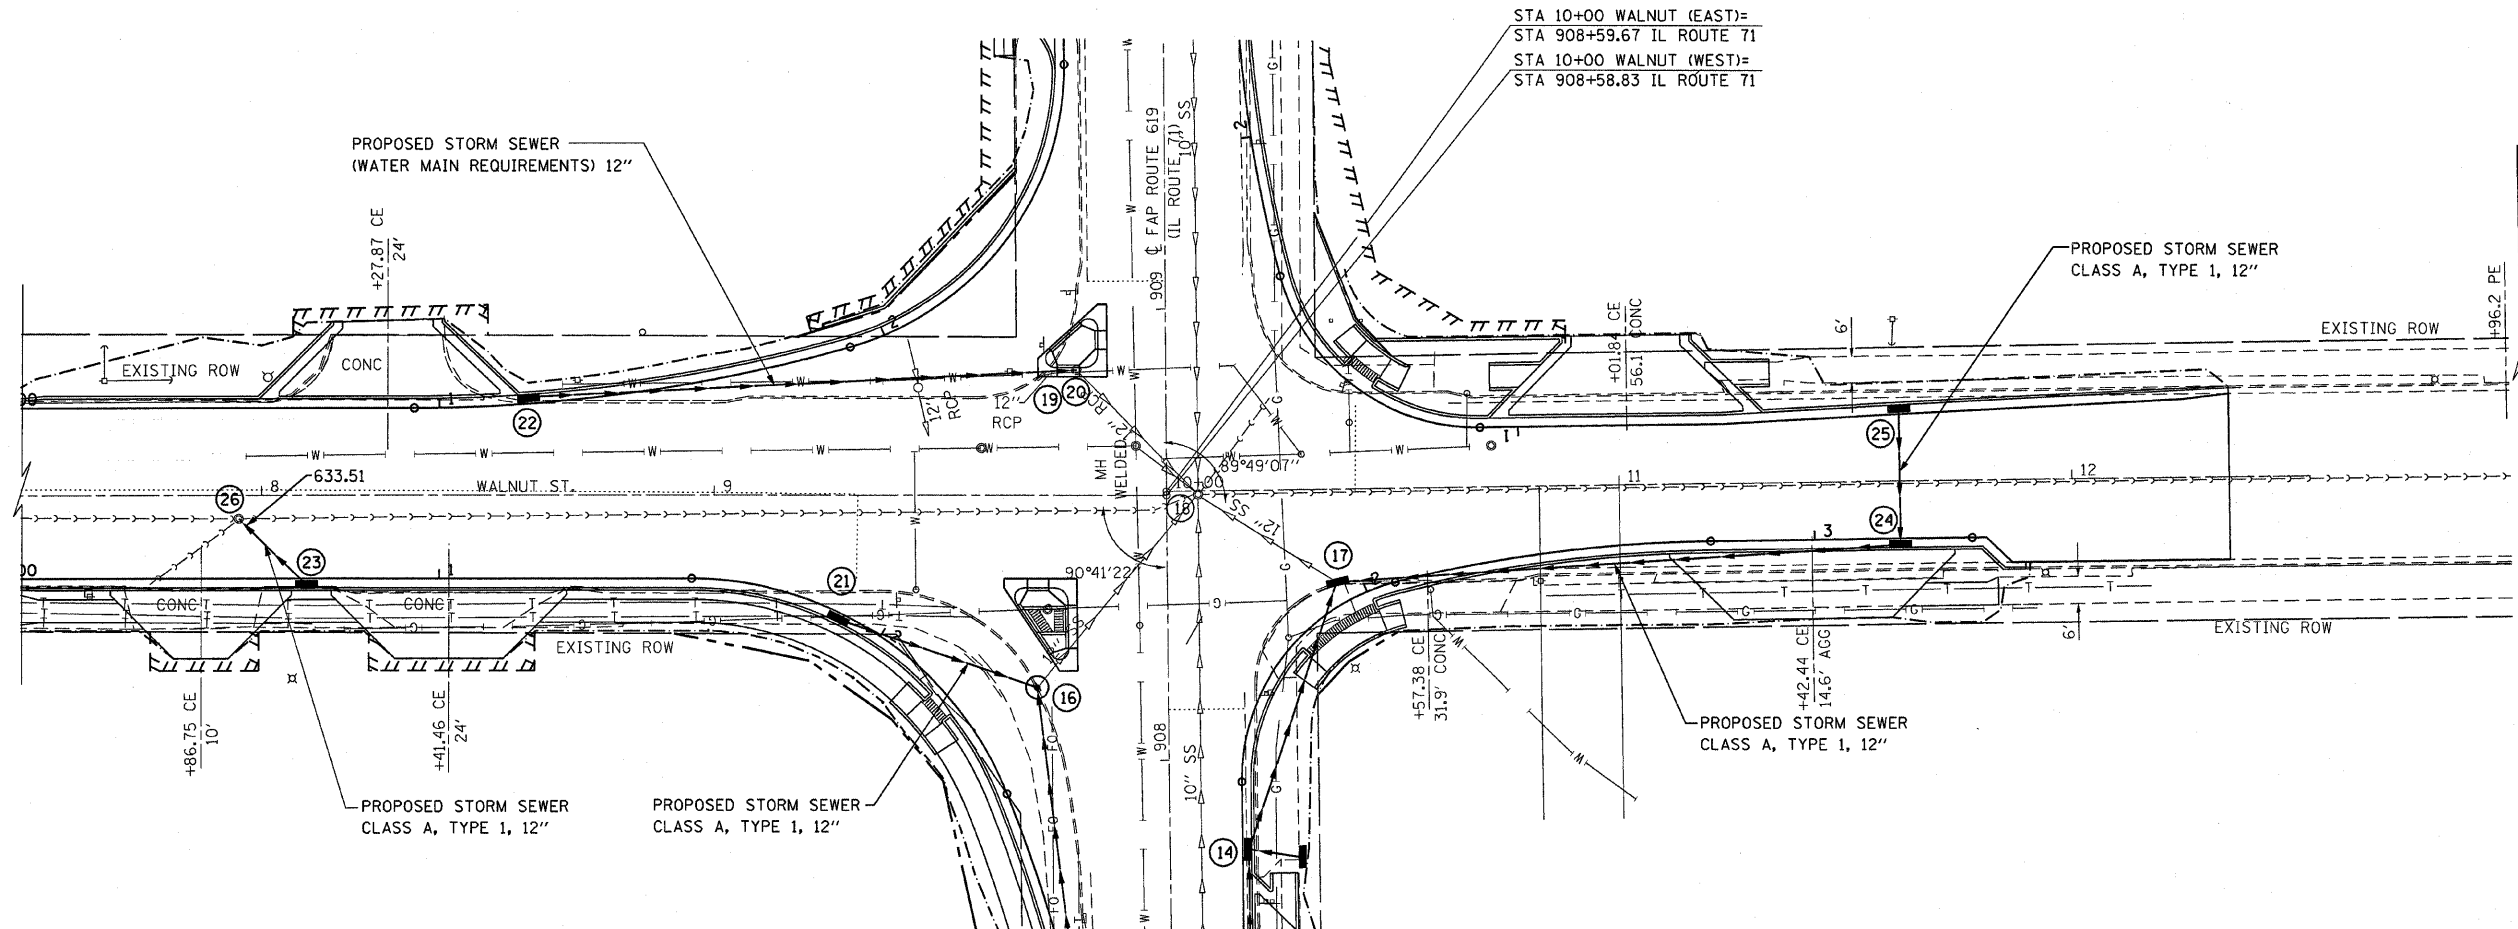 STA 10+00 WALNUT (EAST)=
STA 908+59.67 IL ROUTE 71
STA 10+00 WALNUT (WEST)=
STA 908+58.83 IL ROUTE 71
PROPOSED STORM SEWER
(WATER MAIN REQUIREMENTS) 12"
℄ FAP ROUTE 619
(IL ROUTE 71)
10" SS
909
+27.87 CE
24'
PROPOSED STORM SEWER
CLASS A, TYPE 1, 12"
+96.2 PE
EXISTING ROW
6'
+01.84 CE
56.1 CONC
EXISTING ROW
CONC
12"
RCP
12"
RCP
RCP
12"
19
20
22
25
MH
WELDED
89°49'07"
10+00
18
12" SS
26
633.51
8
WALNUT ST.
9
11
12
24
3
23
21
17
90°41'22"
CONC
CONC
EXISTING ROW
16
EXISTING ROW
6'
+86.75 CE
10'
+41.46 CE
24'
908
10" SS
+57.38 CE
31.9' CONC
+42.44 CE
14.6' AGG
PROPOSED STORM SEWER
CLASS A, TYPE 1, 12"
PROPOSED STORM SEWER
CLASS A, TYPE 1, 12"
PROPOSED STORM SEWER
CLASS A, TYPE 1, 12"
14